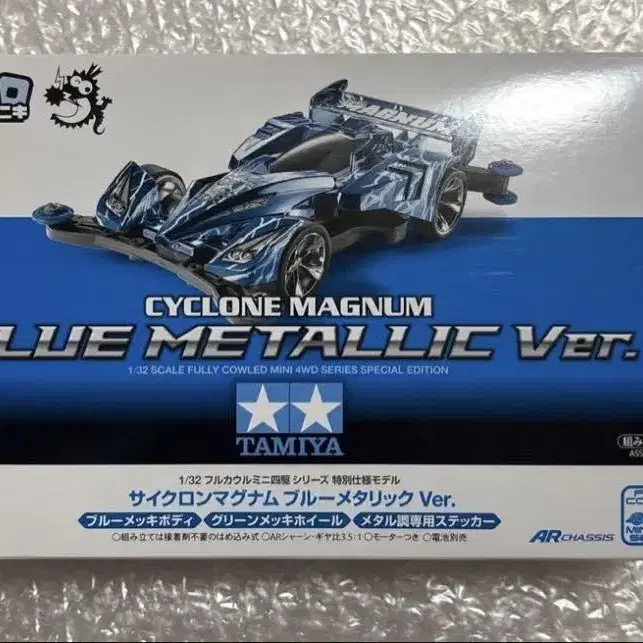 MAGNUM
CYCLONE MAGNUM
LUE METALLIC Ver.
1/32 SCALE FULLY COWLED MINI 4WD SERIES SPECIAL EDITION
TAMIYA
1/32 フルカウルミニ四駆 シリーズ 特別仕様モデル
サイクロンマグナム ブルーメタリック Ver.
ブルーメッキボディ グリーンメッキホイール メタル調専用ステッカー
○組み立ては接着剤不要のはめ込み式 ○ARシャーシ・ギヤ比3.5:1 ○モーターつき ○電池別売
組み
ASS
AR CHASSIS